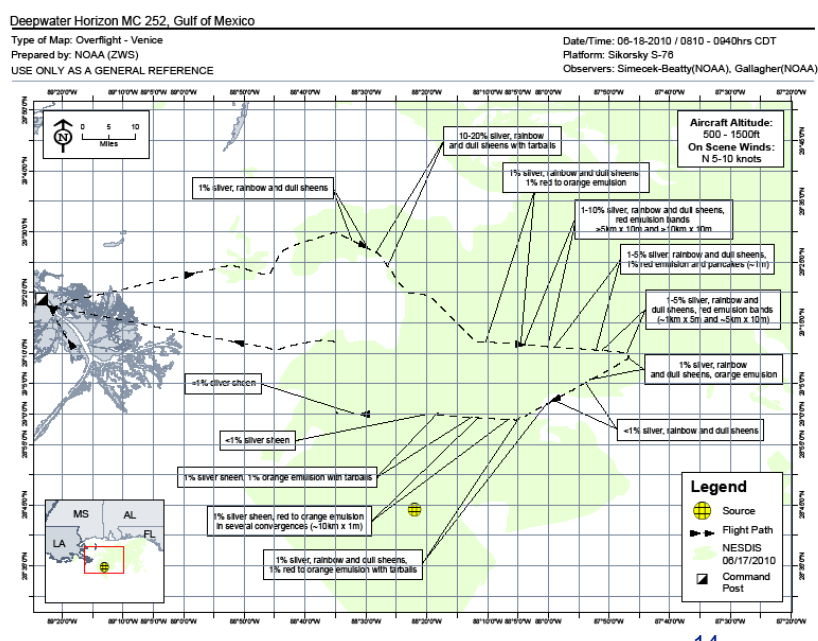 Deepwater Horizon MC 252, Gulf of Mexico
Type of Map: Overflight - Venice
Prepared by: NOAA (ZWS)
USE ONLY AS A GENERAL REFERENCE
Date/Time: 06-18-2010 / 0810 - 0940hrs CDT
Platform: Sikorsky S-76
Observers: Simecek-Beatty(NOAA), Gallagher(NOAA)
N
0 5 10
Miles
Aircraft Altitude:
500 - 1500ft
On Scene Winds:
N 5-10 knots
10-20% silver, rainbow
and dull sheens with tarballs
1% silver, rainbow and dull sheens
1% silver, rainbow and dull sheens
1% red to orange emulsion
1-10% silver, rainbow and dull sheens,
red emulsion bands
>5km x 10m and >10km x 10m
1-5% silver, rainbow and dull sheens,
1% red emulsion and pancakes (~1m)
1-5% silver, rainbow and
dull sheens, red emulsion bands
(~1km x 5m and ~5km x 10m)
1% silver, rainbow
and dull sheens, orange emulsion
<1% silver, rainbow and dull sheens
<1% silver sheen
<1% silver sheen
1% silver sheen, 1% orange emulsion with tarballs
1% silver sheen, red to orange emulsion
in several convergences (~10km x 1m)
1% silver, rainbow and dull sheens,
1% red to orange emulsion with tarballs
MS
AL
FL
LA
Legend
Source
Flight Path
NESDIS
06/17/2010
Command
Post
14